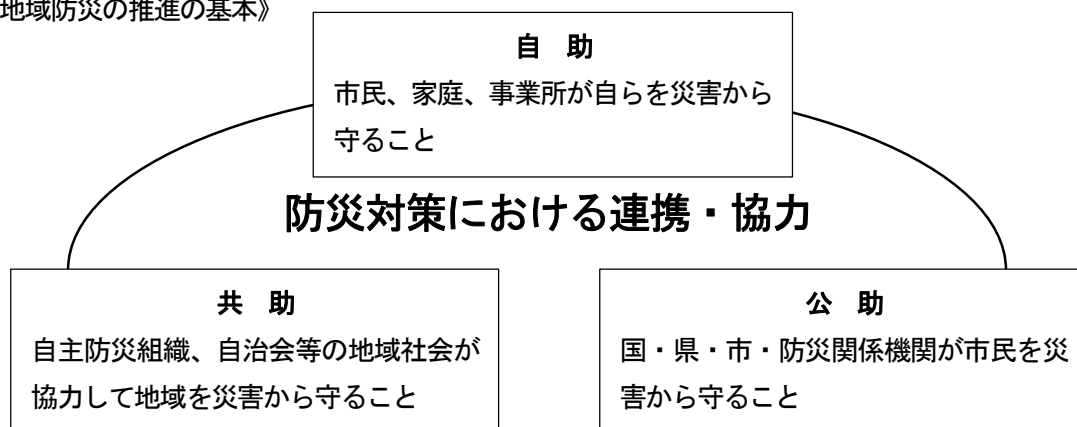 地域防災の推進の基本》
自 助
市民、家庭、事業所が自らを災害から
守ること
防災対策における連携・協力
共 助
自主防災組織、自治会等の地域社会が
協力して地域を災害から守ること
公 助
国・県・市・防災関係機関が市民を災
害から守ること